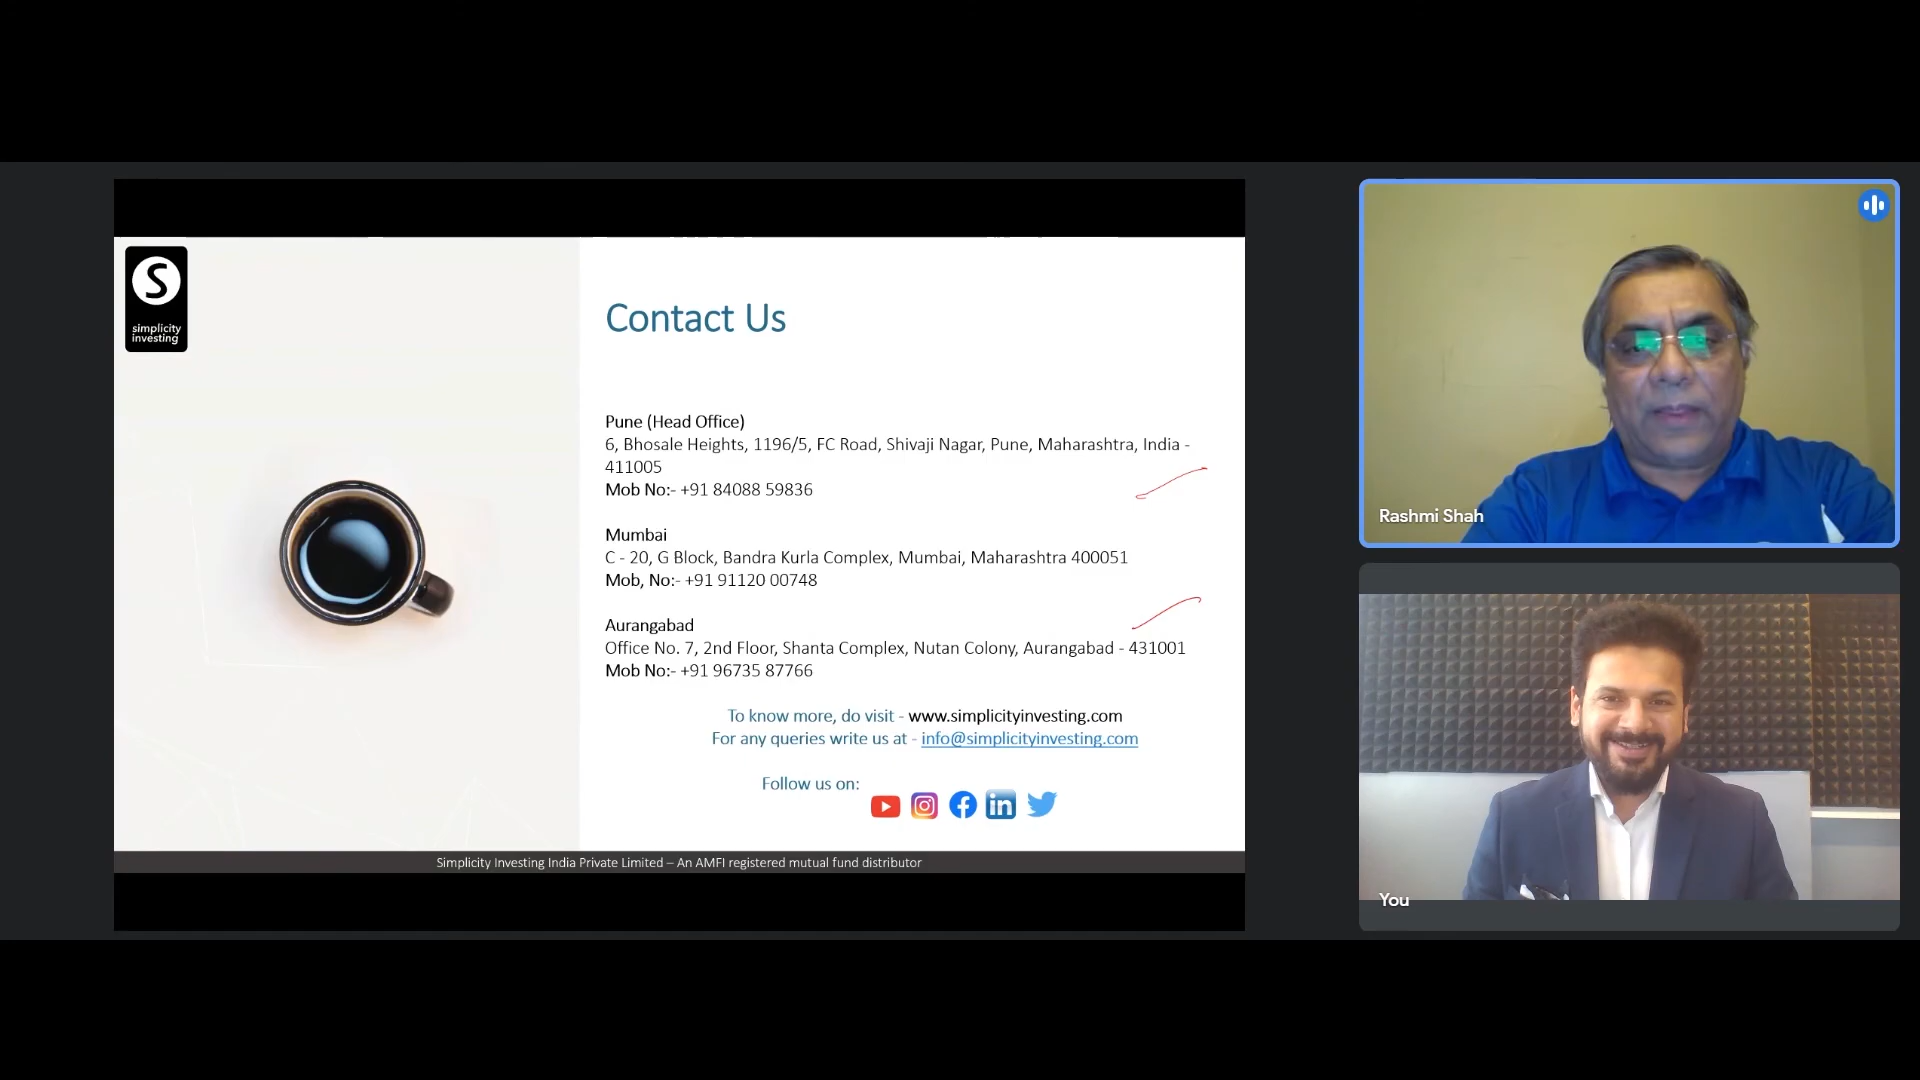 S
simplicity
investing
Contact Us
Pune (Head Office)
6, Bhosale Heights, 1196/5, FC Road, Shivaji Nagar, Pune, Maharashtra, India -
411005
Mob No:- +91 84088 59836
Mumbai
C - 20, G Block, Bandra Kurla Complex, Mumbai, Maharashtra 400051
Mob, No:- +91 91120 00748
Aurangabad
Office No. 7, 2nd Floor, Shanta Complex, Nutan Colony, Aurangabad - 431001
Mob No:- +91 96735 87766
To know more, do visit - www.simplicityinvesting.com
For any queries write us at - info@simplicityinvesting.com
Follow us on:
in
Simplicity Investing India Private Limited – An AMFI registered mutual fund distributor
Rashmi Shah
You